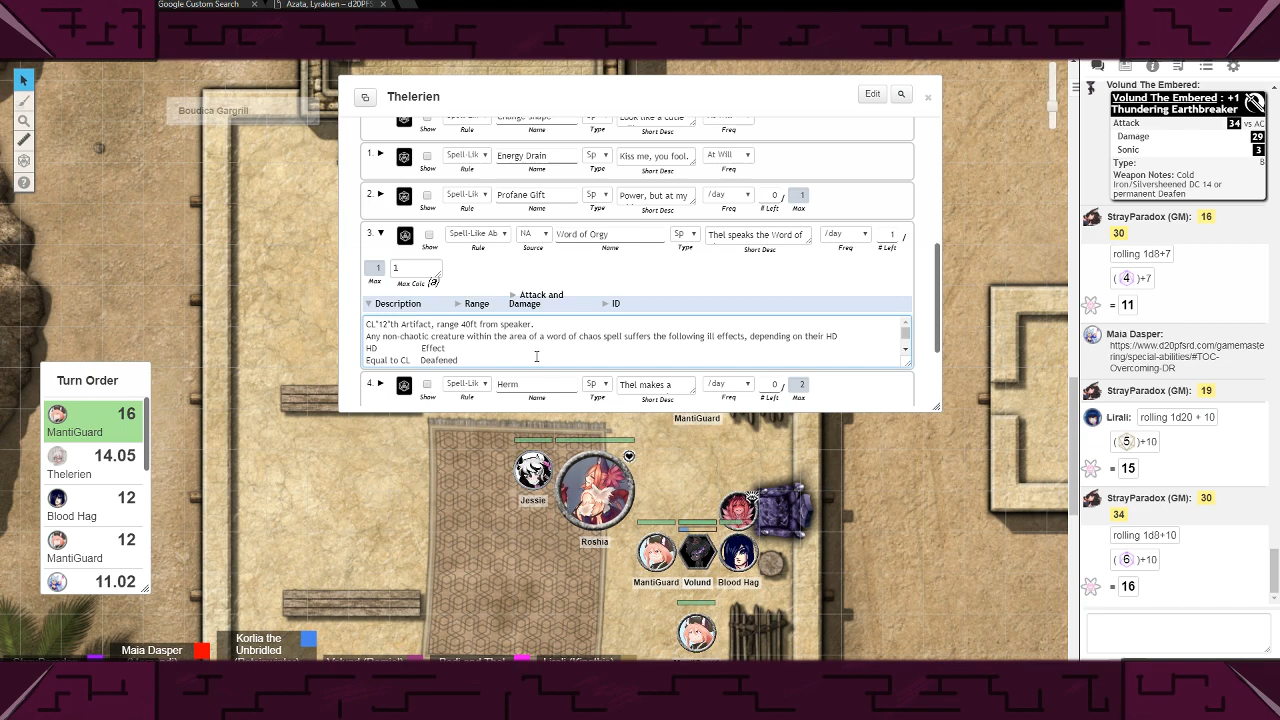 Google Custom Search
Azata, Lyrakien – d20PFS
Boudica Gargrill
Thelerien
Edit
Change Shape
Look like a cutie
At Will
Show
Rule
Name
Type
Short Desc
Freq
1.
Spell-Lik
Energy Drain
Sp
Kiss me, you fool.
At Will
Show
Rule
Name
Type
Short Desc
Freq
2.
Spell-Lik
Profane Gift
Sp
Power, but at my
/day
0 / 1
Show
Rule
Name
Type
Short Desc
Freq
# Left
Max
3.
Spell-Like Ab
NA
Word of Orgy
Sp
Thel speaks the Word of
/day
1 /
Show
Rule
Source
Name
Type
Short Desc
Freq
# Left
1
1
Max
Max Calc (a)
Description
Range
Attack and Damage
ID
CL"12"th Artifact, range 40ft from speaker.
Any non-chaotic creature within the area of a word of chaos spell suffers the following ill effects, depending on their HD
HD Effect
Equal to CL Deafened
4.
Spell-Lik
Herm
Sp
Thel makes a
/day
0 / 2
Show
Rule
Name
Type
Short Desc
Freq
# Left
Max
Turn Order
16
MantiGuard
14.05
Thelerien
12
Blood Hag
12
MantiGuard
11.02
MantiGuard
Jessie
Roshia
MantiGuard
Volund
Blood Hag
Maia Dasper
Korlia the
Unbridled
Volund The Embered:
Volund The Embered : +1
Thundering Earthbreaker
Attack 34 vs AC
Damage 29
Sonic 3
Type: B
Weapon Notes: Cold
Iron/Silversheened DC 14 or
permanent Deafen
StrayParadox (GM): 16
30
rolling 1d8+7
(4)+7
= 11
Maia Dasper:
https://www.d20pfsrd.com/gamemaste
ring/special-abilities/#TOC-
Overcoming-DR
StrayParadox (GM): 19
Lirali: rolling 1d20 + 10
(5)+10
= 15
StrayParadox (GM): 30
34
rolling 1d8+10
(6)+10
= 16